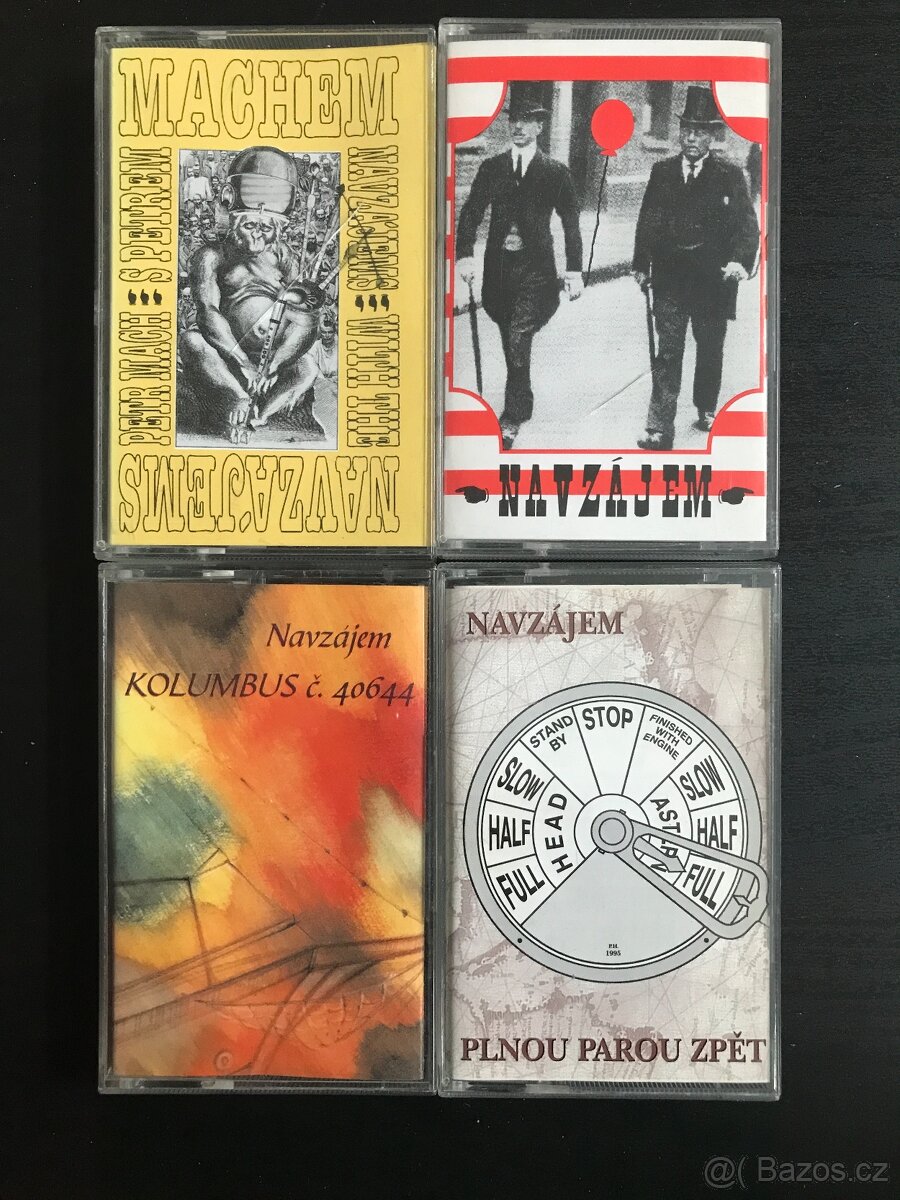 MACHEM
S PETREM
PETR MACH
NAVZÁJEMS
WITH THE
NAVZÁJEMS
NAVZÁJEM
Navzájem
KOLUMBUS č. 40644
NAVZÁJEM
STAND
BY
STOP
FINISHED
WITH
ENGINE
SLOW
HALF
FULL
HEAD
ASTERN
SLOW
HALF
FULL
P.H.
1995
PLNOU PAROU ZPĚT
@( Bazos.cz